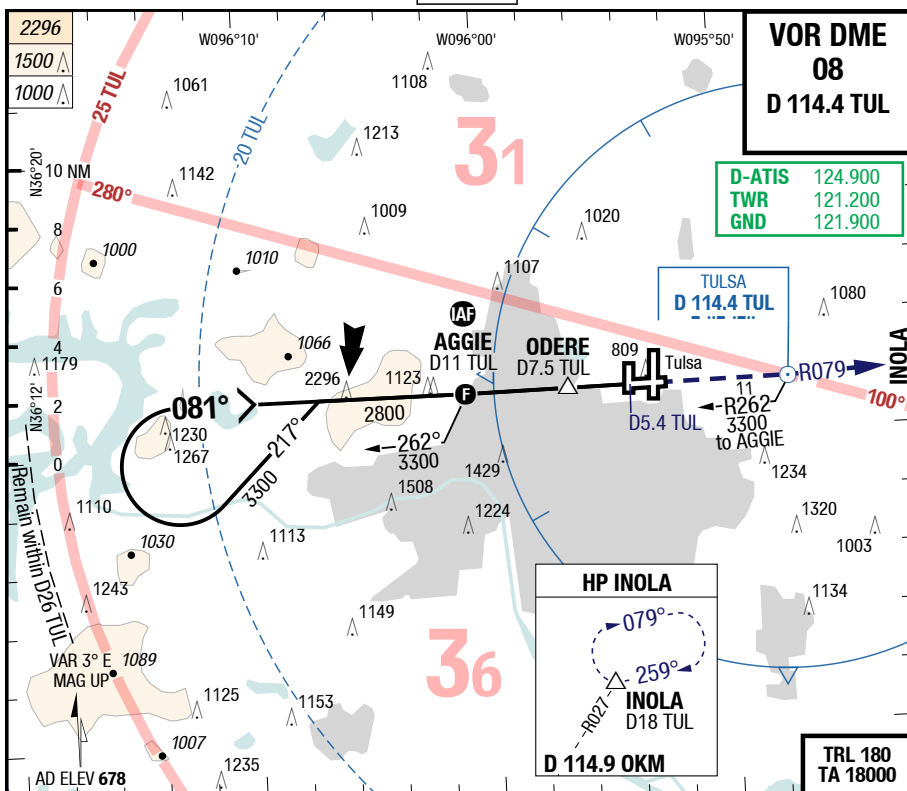 2296
1500
1000
W096°10'
W096°00'
W095°50'
VOR DME
08
D 114.4 TUL
25 TUL
20 TUL
1061
1108
1213
31
N36°20'
10 NM
280°
1142
1009
1020
D-ATIS 124.900
TWR 121.200
GND 121.900
8
1000
1010
1107
6
TULSA
D 114.4 TUL
1080
IAF
AGGIE
D11 TUL
ODERE
D7.5 TUL
1066
4
1179
2296
1123
809
Tulsa
R079
INOLA
N36°12'
2
081°
2800
F
11
R262
3300
to AGGIE
100°
D5.4 TUL
1230
1267
217°
3300
262°
3300
0
1429
1234
Remain within D26 TUL
1110
1508
1224
1320
1003
1030
1113
1243
1149
HP INOLA
079°
259°
INOLA
D18 TUL
R027
D 114.9 OKM
1134
VAR 3° E
MAG UP
1089
36
1125
1153
1007
1235
AD ELEV 678
TRL 180
TA 18000